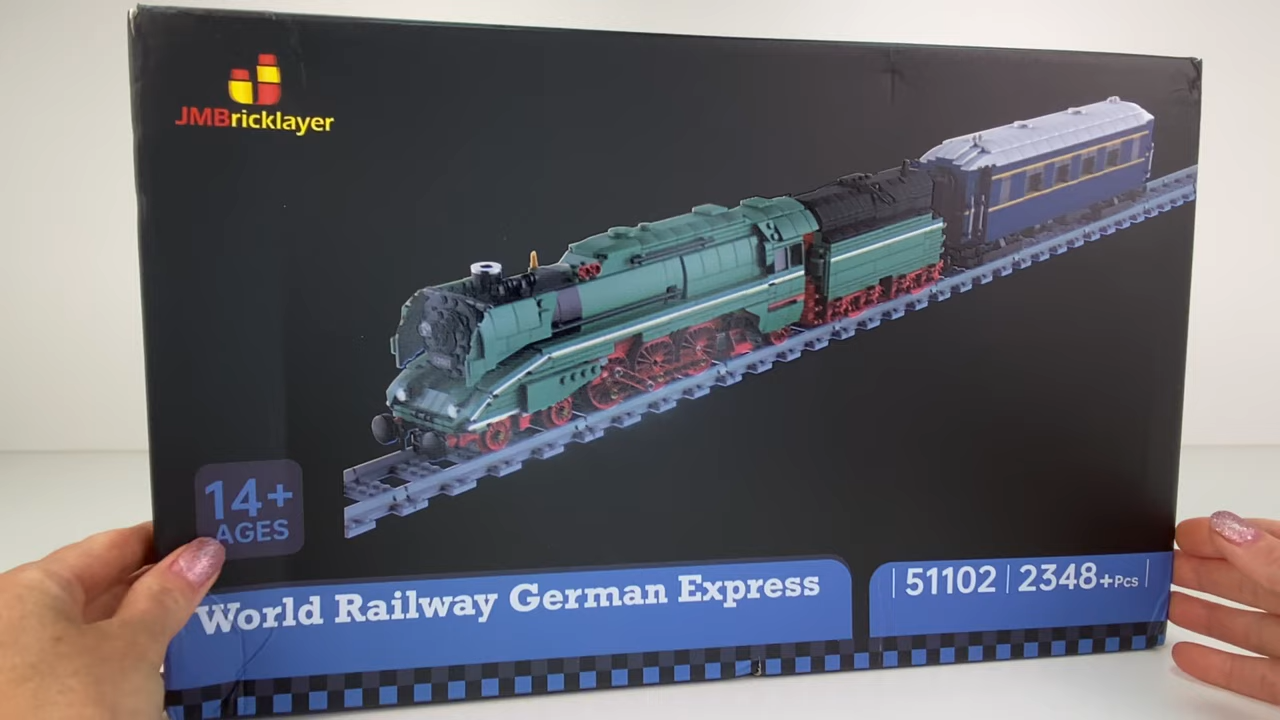 JMBricklayer
14+
AGES
World Railway German Express
51102 2348+Pcs